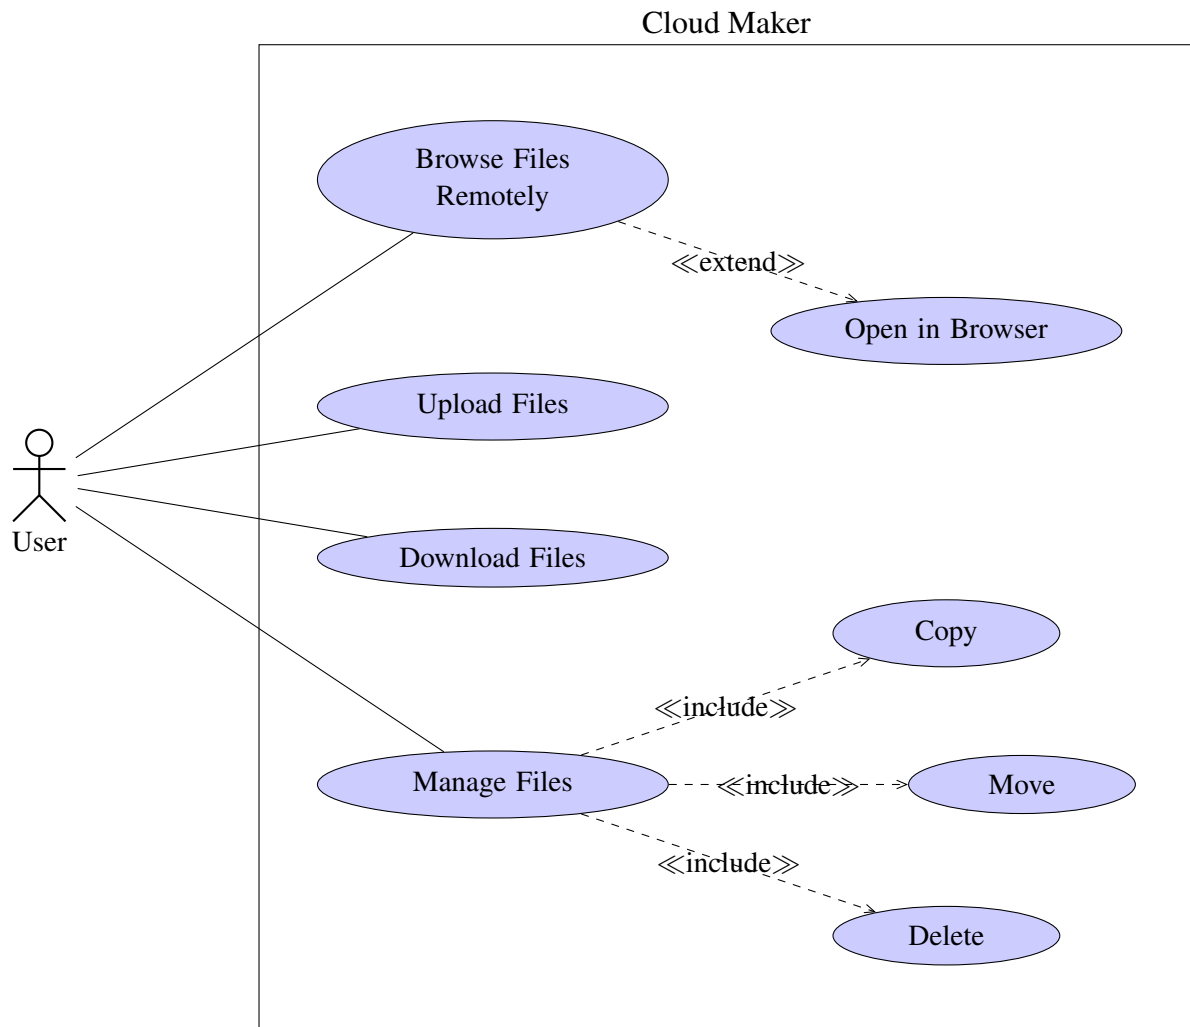 Cloud Maker
Browse Files
Remotely
≪extend≫
Open in Browser
Upload Files
User
Download Files
Copy
≪include≫
Manage Files
≪include≫
Move
≪include≫
Delete